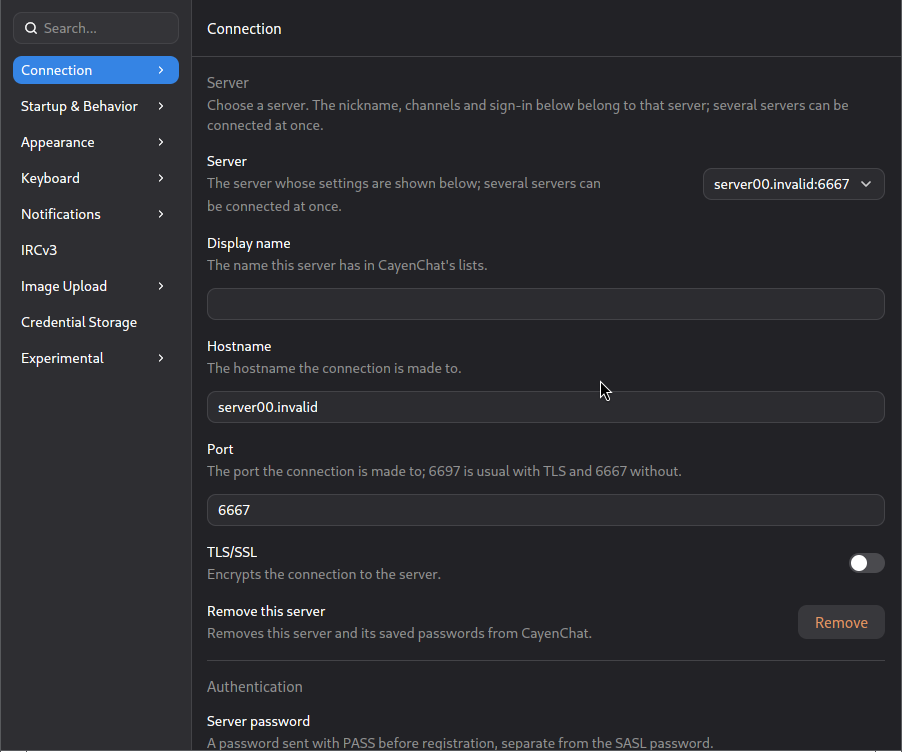 Search...
Connection
Startup & Behavior
Appearance
Keyboard
Notifications
IRCv3
Image Upload
Credential Storage
Experimental
Connection
Server
Choose a server. The nickname, channels and sign-in below belong to that server; several servers can be
connected at once.
Server
The server whose settings are shown below; several servers can
be connected at once.
server00.invalid:6667
Display name
The name this server has in CayenChat's lists.
Hostname
The hostname the connection is made to.
server00.invalid
Port
The port the connection is made to; 6697 is usual with TLS and 6667 without.
6667
TLS/SSL
Encrypts the connection to the server.
Remove this server
Removes this server and its saved passwords from CayenChat.
Remove
Authentication
Server password
A password sent with PASS before registration, separate from the SASL password.